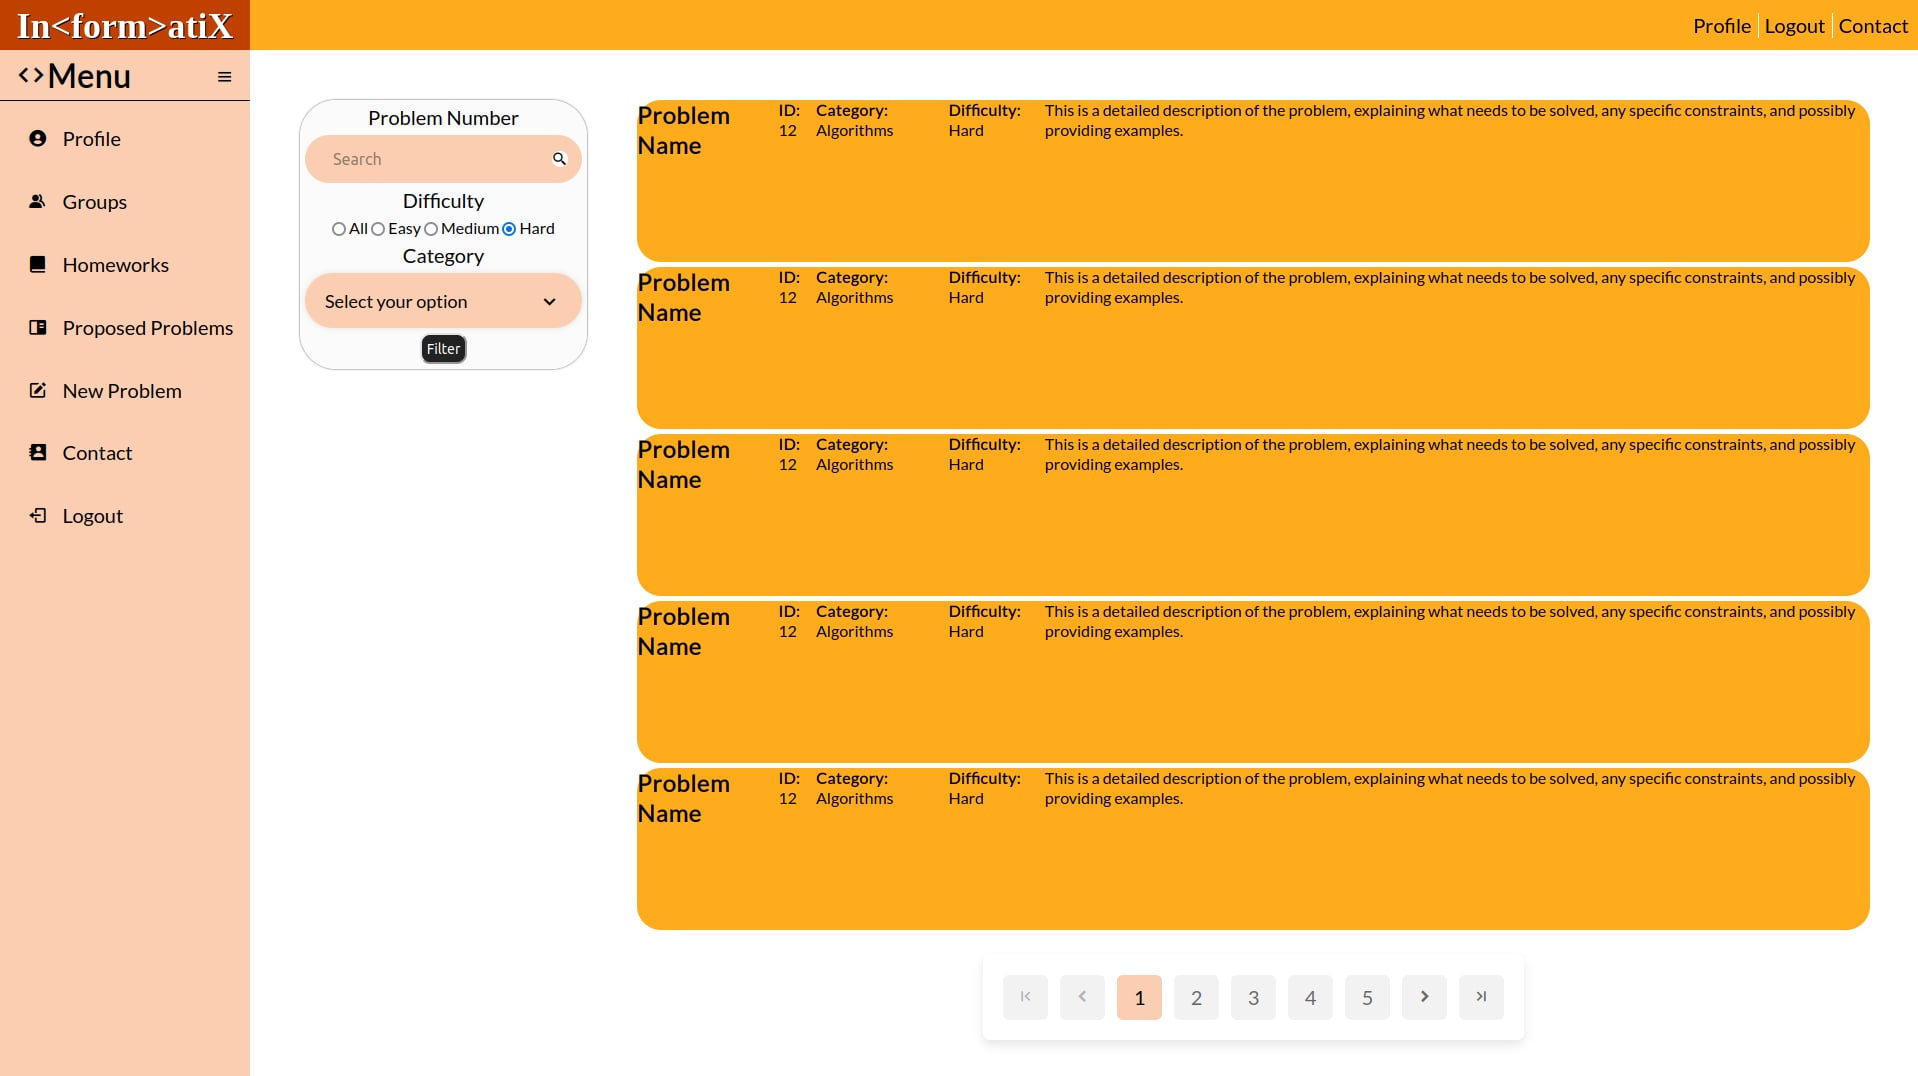 In<form>atiX
Profile
Logout
Contact
<>Menu
Profile
Groups
Homeworks
Proposed Problems
New Problem
Contact
Logout
Problem Number
Search
Difficulty
All Easy Medium Hard
Category
Select your option
Filter
Problem
Name
ID:
12
Category:
Algorithms
Difficulty:
Hard
This is a detailed description of the problem, explaining what needs to be solved, any specific constraints, and possibly
providing examples.
Problem
Name
ID:
12
Category:
Algorithms
Difficulty:
Hard
This is a detailed description of the problem, explaining what needs to be solved, any specific constraints, and possibly
providing examples.
Problem
Name
ID:
12
Category:
Algorithms
Difficulty:
Hard
This is a detailed description of the problem, explaining what needs to be solved, any specific constraints, and possibly
providing examples.
Problem
Name
ID:
12
Category:
Algorithms
Difficulty:
Hard
This is a detailed description of the problem, explaining what needs to be solved, any specific constraints, and possibly
providing examples.
Problem
Name
ID:
12
Category:
Algorithms
Difficulty:
Hard
This is a detailed description of the problem, explaining what needs to be solved, any specific constraints, and possibly
providing examples.
1 2 3 4 5